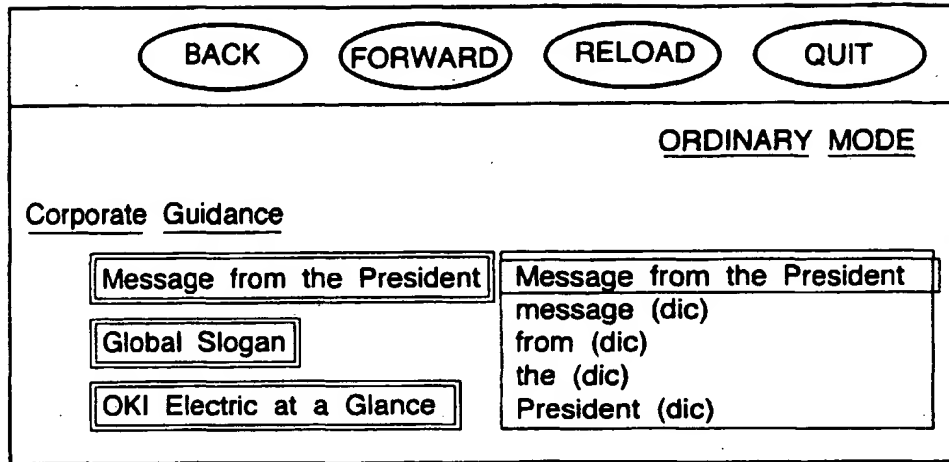 BACK FORWARD RELOAD QUIT
ORDINARY MODE
Corporate Guidance
Message from the President
Global Slogan
OKI Electric at a Glance
Message from the President
message (dic)
from (dic)
the (dic)
President (dic)